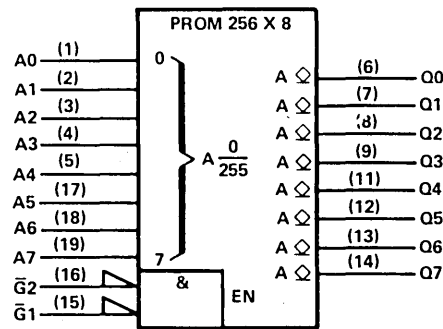 PROM 256 X 8
A0 (1) 0
A1 (2)
A2 (3)
A3 (4)
A4 (5)
A5 (17)
A6 (18)
A7 (19) 7
G̅2 (16) &
G̅1 (15) EN
A 0/255
A (6) Q0
A (7) Q1
A (8) Q2
A (9) Q3
A (11) Q4
A (12) Q5
A (13) Q6
A (14) Q7